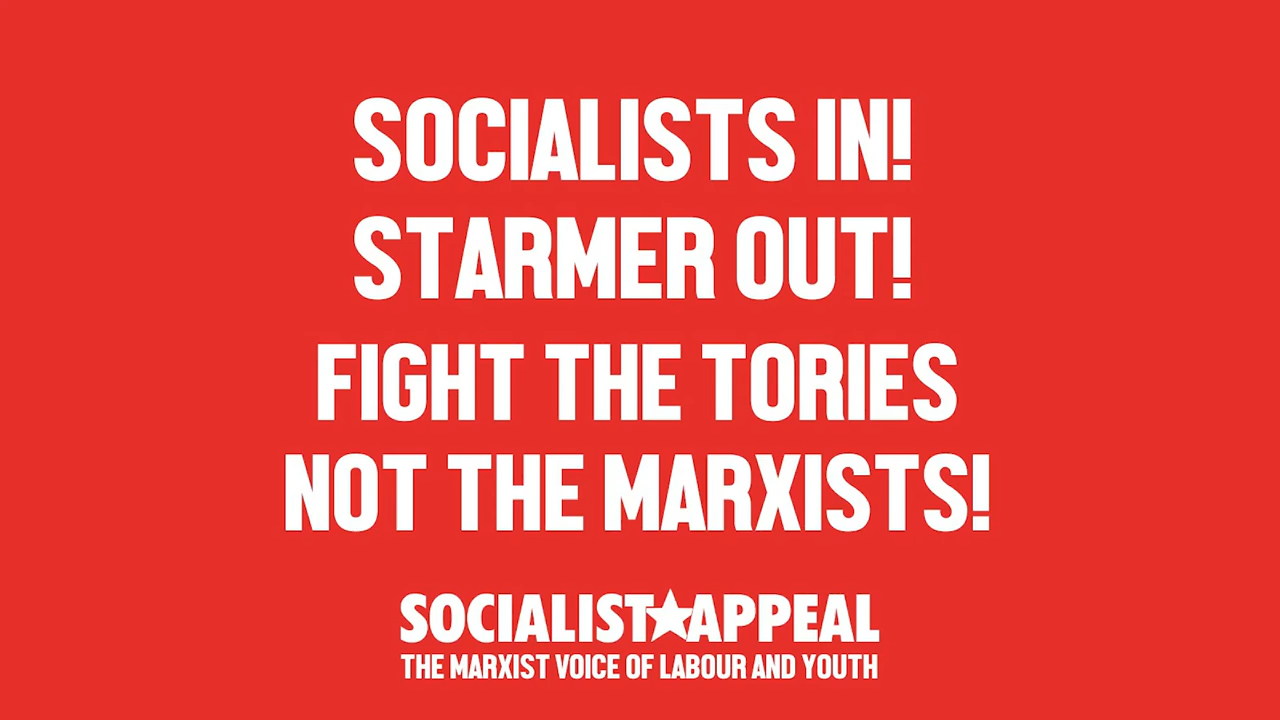 SOCIALISTS IN!
STARMER OUT!
FIGHT THE TORIES
NOT THE MARXISTS!
SOCIALIST★APPEAL
THE MARXIST VOICE OF LABOUR AND YOUTH